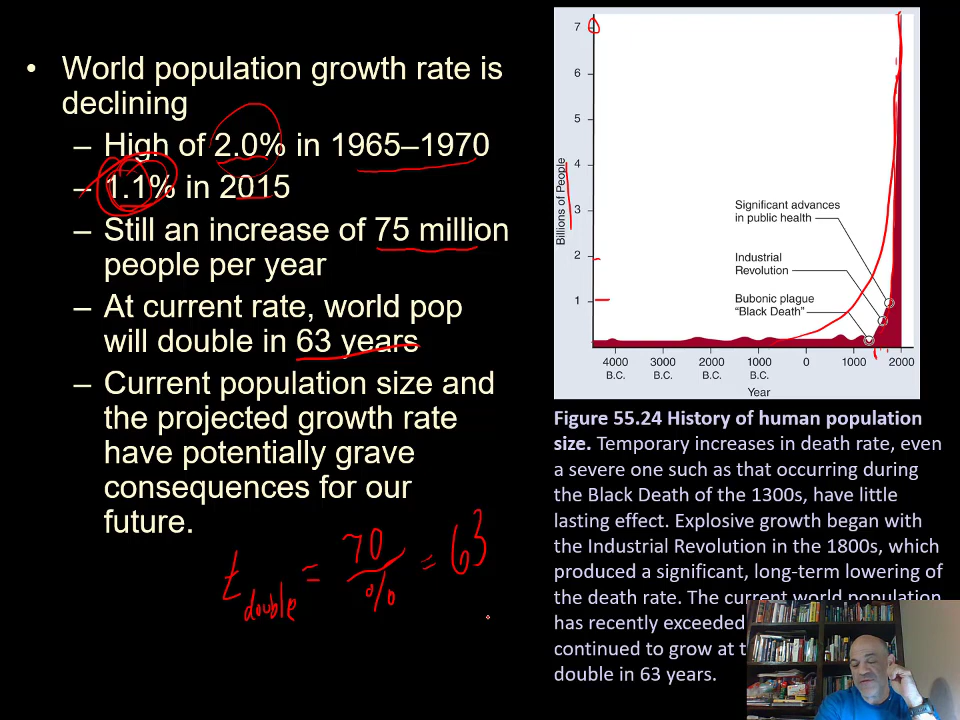 • World population growth rate is
declining
– High of 2.0% in 1965–1970
– 1.1% in 2015
– Still an increase of 75 million
people per year
– At current rate, world pop
will double in 63 years
– Current population size and
the projected growth rate
have potentially grave
consequences for our
future.
t double = 70 / % = 63
7
6
5
4
3
2
1
Billions of People
Significant advances
in public health
Industrial
Revolution
Bubonic plague
“Black Death”
4000 B.C. 3000 B.C. 2000 B.C. 1000 B.C. 0 1000 2000
Year
Figure 55.24 History of human population
size. Temporary increases in death rate, even
a severe one such as that occurring during
the Black Death of the 1300s, have little
lasting effect. Explosive growth began with
the Industrial Revolution in the 1800s, which
produced a significant, long-term lowering of
the death rate. The current world population
has recently exceeded
continued to grow at
double in 63 years.